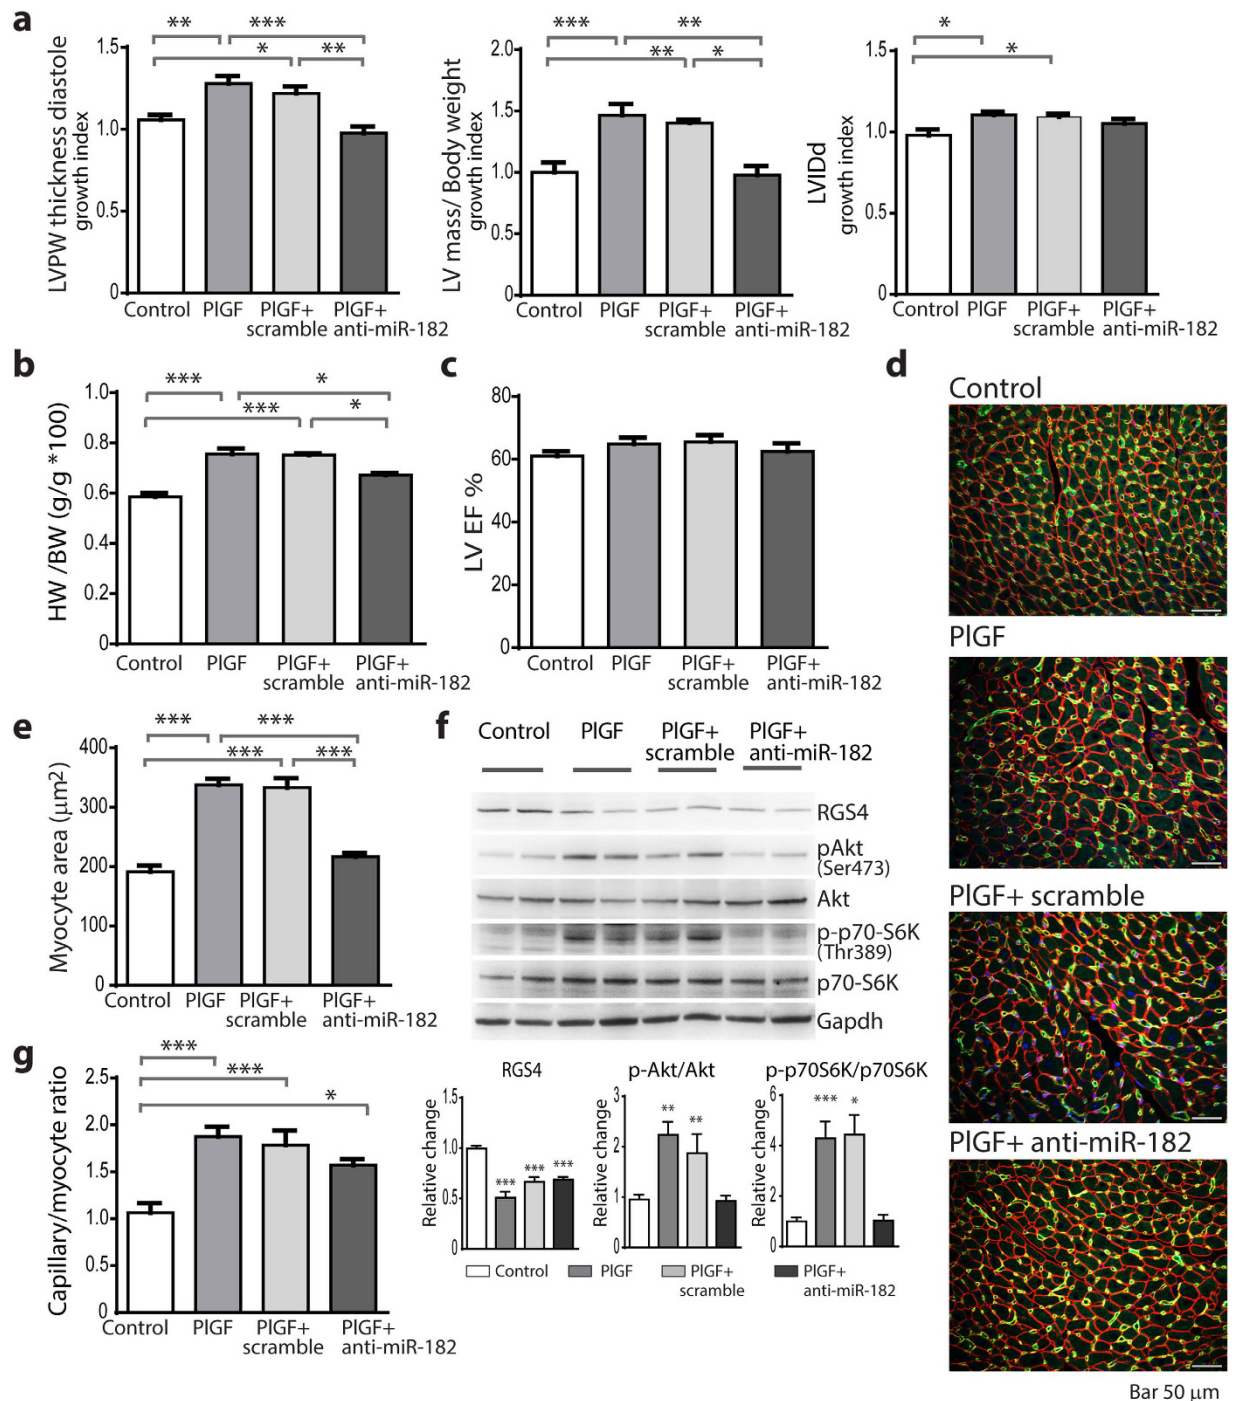 a
** ***
* **
LVPW thickness diastole
growth index
1.5
1.0
0.5
0
Control PlGF PlGF+ PlGF+
scramble anti-miR-182
*** **
** *
LV mass/ Body weight
growth index
2.0
1.5
1.0
0.5
0
Control PlGF PlGF+ PlGF+
scramble anti-miR-182
*
*
LVIDd
growth index
1.5
1.0
0.5
0
Control PlGF PlGF+ PlGF+
scramble anti-miR-182
b
*** *
*** *
HW /BW (g/g *100)
1.0
0.8
0.6
0.4
0.2
0
Control PlGF PlGF+ PlGF+
scramble anti-miR-182
c
LV EF %
80
60
40
20
0
Control PlGF PlGF+ PlGF+
scramble anti-miR-182
d
Control
PlGF
PlGF+ scramble
PlGF+ anti-miR-182
Bar 50 µm
e
*** ***
*** ***
Myocyte area (µm2)
400
300
200
100
0
Control PlGF PlGF+ PlGF+
scramble anti-miR-182
f
Control PlGF PlGF+ PlGF+
scramble anti-miR-182
RGS4
pAkt
(Ser473)
Akt
p-p70-S6K
(Thr389)
p70-S6K
Gapdh
RGS4
Relative change
1.5
1.0
0.5
0
*** *** ***
p-Akt/Akt
Relative change
3
2
1
0
** **
p-p70S6K/p70S6K
Relative change
6
4
2
0
*** *
Control PlGF PlGF+ PlGF+
scramble anti-miR-182
g
***
***
*
Capillary/myocyte ratio
2.5
2.0
1.5
1.0
0.5
0
Control PlGF PlGF+ PlGF+
scramble anti-miR-182